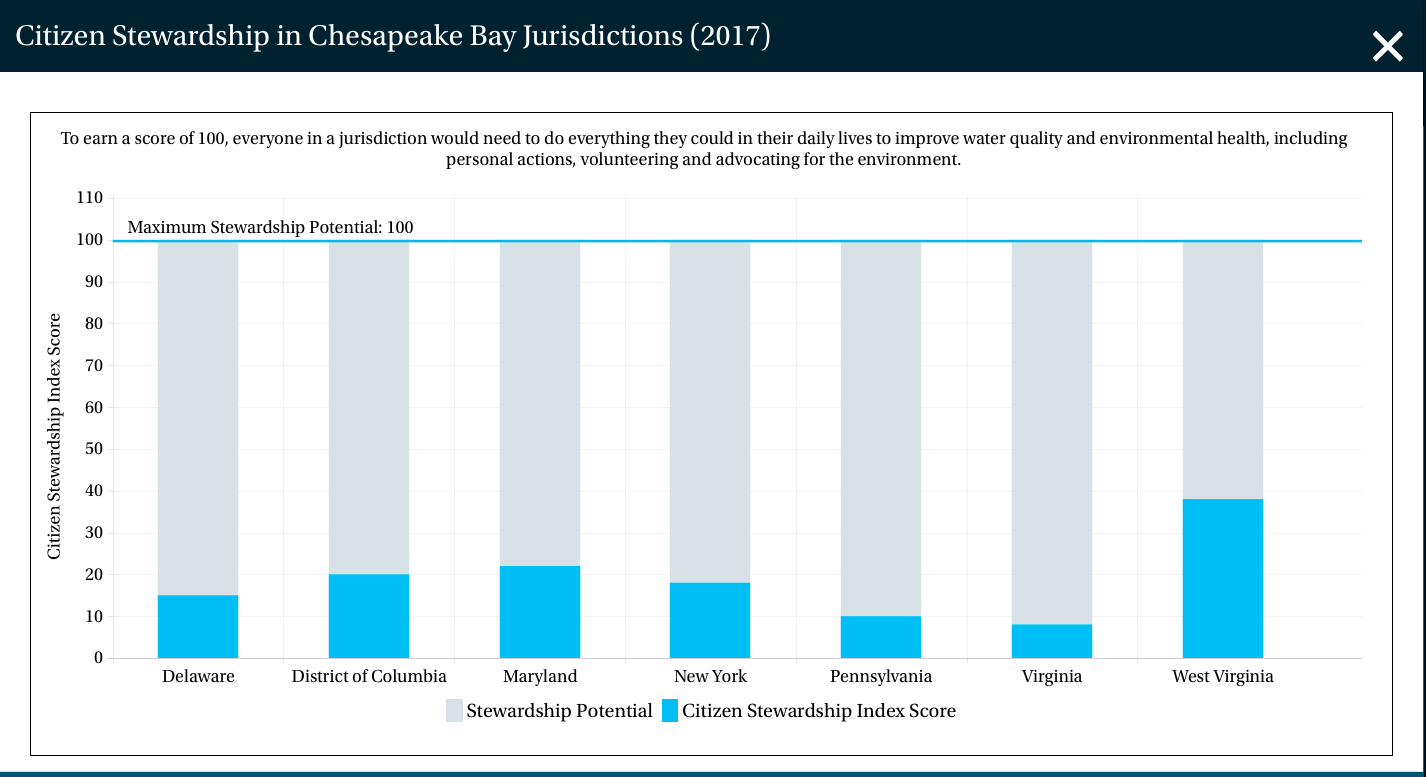 Citizen Stewardship in Chesapeake Bay Jurisdictions (2017)
To earn a score of 100, everyone in a jurisdiction would need to do everything they could in their daily lives to improve water quality and environmental health, including
personal actions, volunteering and advocating for the environment.
110
Maximum Stewardship Potential: 100
100
90
80
70
60
50
40
30
20
10
0
Citizen Stewardship Index Score
Delaware District of Columbia Maryland New York Pennsylvania Virginia West Virginia
Stewardship Potential Citizen Stewardship Index Score